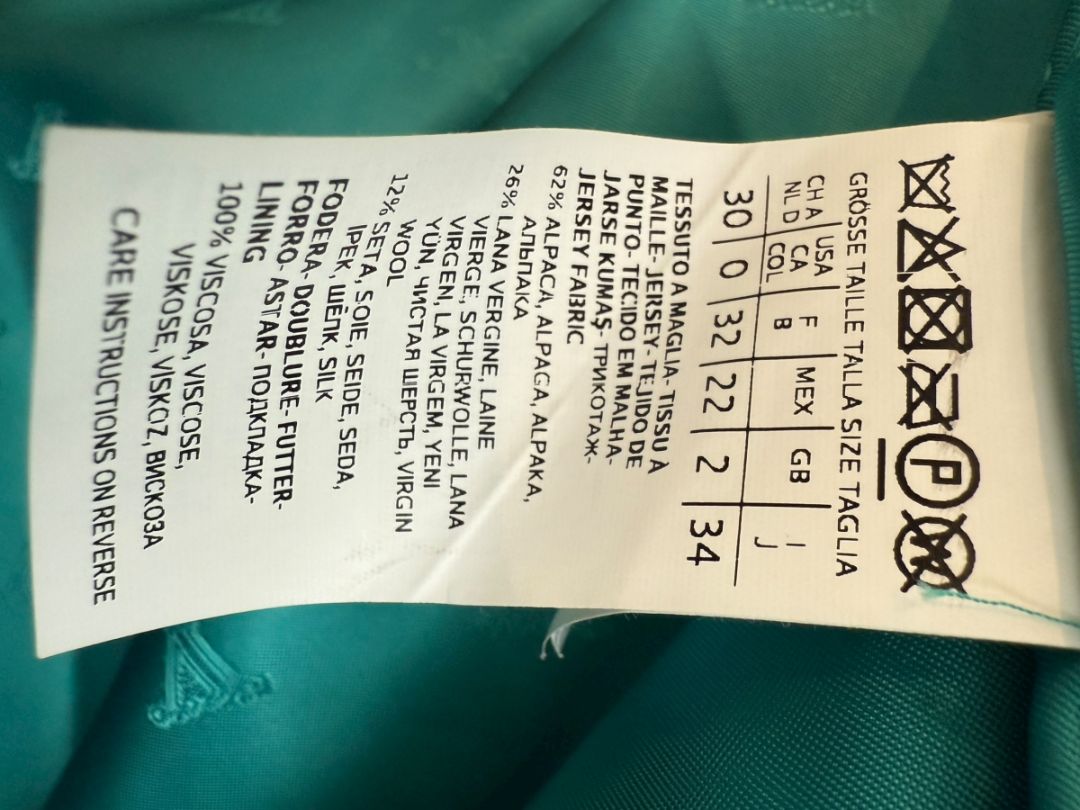 P W
GRÖSSE TAILLE TALLA SIZE TAGLIA
CH A USA F MEX GB I
NL D CA B J
COL
30 0 32 22 2 34
TESSUTO A MAGLIA- TISSU À
MAILLE- JERSEY- TEJIDO DE
PUNTO- TECIDO EM MALHA-
JARSE KUMAŞ- ТРИКОТАЖ-
JERSEY FABRIC
62% ALPACA, ALPAGA, ALPAKA,
АЛЬПАКА
26% LANA VERGINE, LAINE
VIERGE, SCHURWOLLE, LANA
VIRGEN, LA VIRGEM, YENI
YÜN, ЧИСТАЯ ШЕРСТЬ, VIRGIN
WOOL
12% SETA, SOIE, SEIDE, SEDA,
IPEK, ШЁЛК, SILK
FODERA- DOUBLURE- FUTTER-
FORRO- ASTAR- ПОДКЛАДКА-
LINING
100% VISCOSA, VISCOSE,
VISKOSE, VİSKOZ, ВИСКОЗА
CARE INSTRUCTIONS ON REVERSE